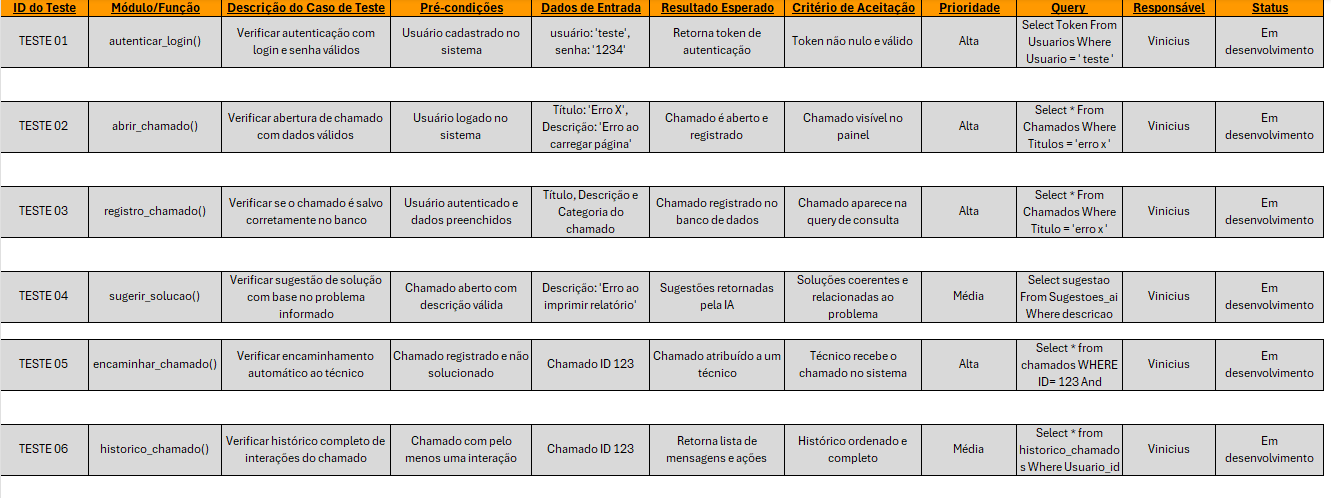 ID do Teste Módulo/Função Descrição do Caso de Teste Pré-condições Dados de Entrada Resultado Esperado Critério de Aceitação Prioridade Query Responsável Status
TESTE 01
autenticar_login()
Verificar autenticação com
login e senha válidos
Usuário cadastrado no
sistema
usuário: 'teste',
senha: '1234'
Retorna token de
autenticação
Token não nulo e válido
Alta
Select Token From
Usuarios Where
Usuario = ' teste '
Vinicius
Em
desenvolvimento
TESTE 02
abrir_chamado()
Verificar abertura de chamado
com dados válidos
Usuário logado no
sistema
Título: 'Erro X',
Descrição: 'Erro ao
carregar página'
Chamado é aberto e
registrado
Chamado visível no
painel
Alta
Select * From
Chamados Where
Titulos = 'erro x '
Vinicius
Em
desenvolvimento
TESTE 03
registro_chamado()
Verificar se o chamado é salvo
corretamente no banco
Usuário autenticado e
dados preenchidos
Título, Descrição e
Categoria do
chamado
Chamado registrado no
banco de dados
Chamado aparece na
query de consulta
Alta
Select * From
Chamados Where
Titulo = 'erro x '
Vinicius
Em
desenvolvimento
TESTE 04
sugerir_solucao()
Verificar sugestão de solução
com base no problema
informado
Chamado aberto com
descrição válida
Descrição: 'Erro ao
imprimir relatório'
Sugestões retornadas
pela IA
Soluções coerentes e
relacionadas ao
problema
Média
Select sugestao
From Sugestoes_ai
Where descricao
Vinicius
Em
desenvolvimento
TESTE 05
encaminhar_chamado()
Verificar encaminhamento
automático ao técnico
Chamado registrado e não
solucionado
Chamado ID 123
Chamado atribuído a um
técnico
Técnico recebe o
chamado no sistema
Alta
Select * from
chamados WHERE
ID= 123 And
Vinicius
Em
desenvolvimento
TESTE 06
historico_chamado()
Verificar histórico completo de
interações do chamado
Chamado com pelo
menos uma interação
Chamado ID 123
Retorna lista de
mensagens e ações
Histórico ordenado e
completo
Média
Select * from
historico_chamado
s Where Usuario_id
Vinicius
Em
desenvolvimento